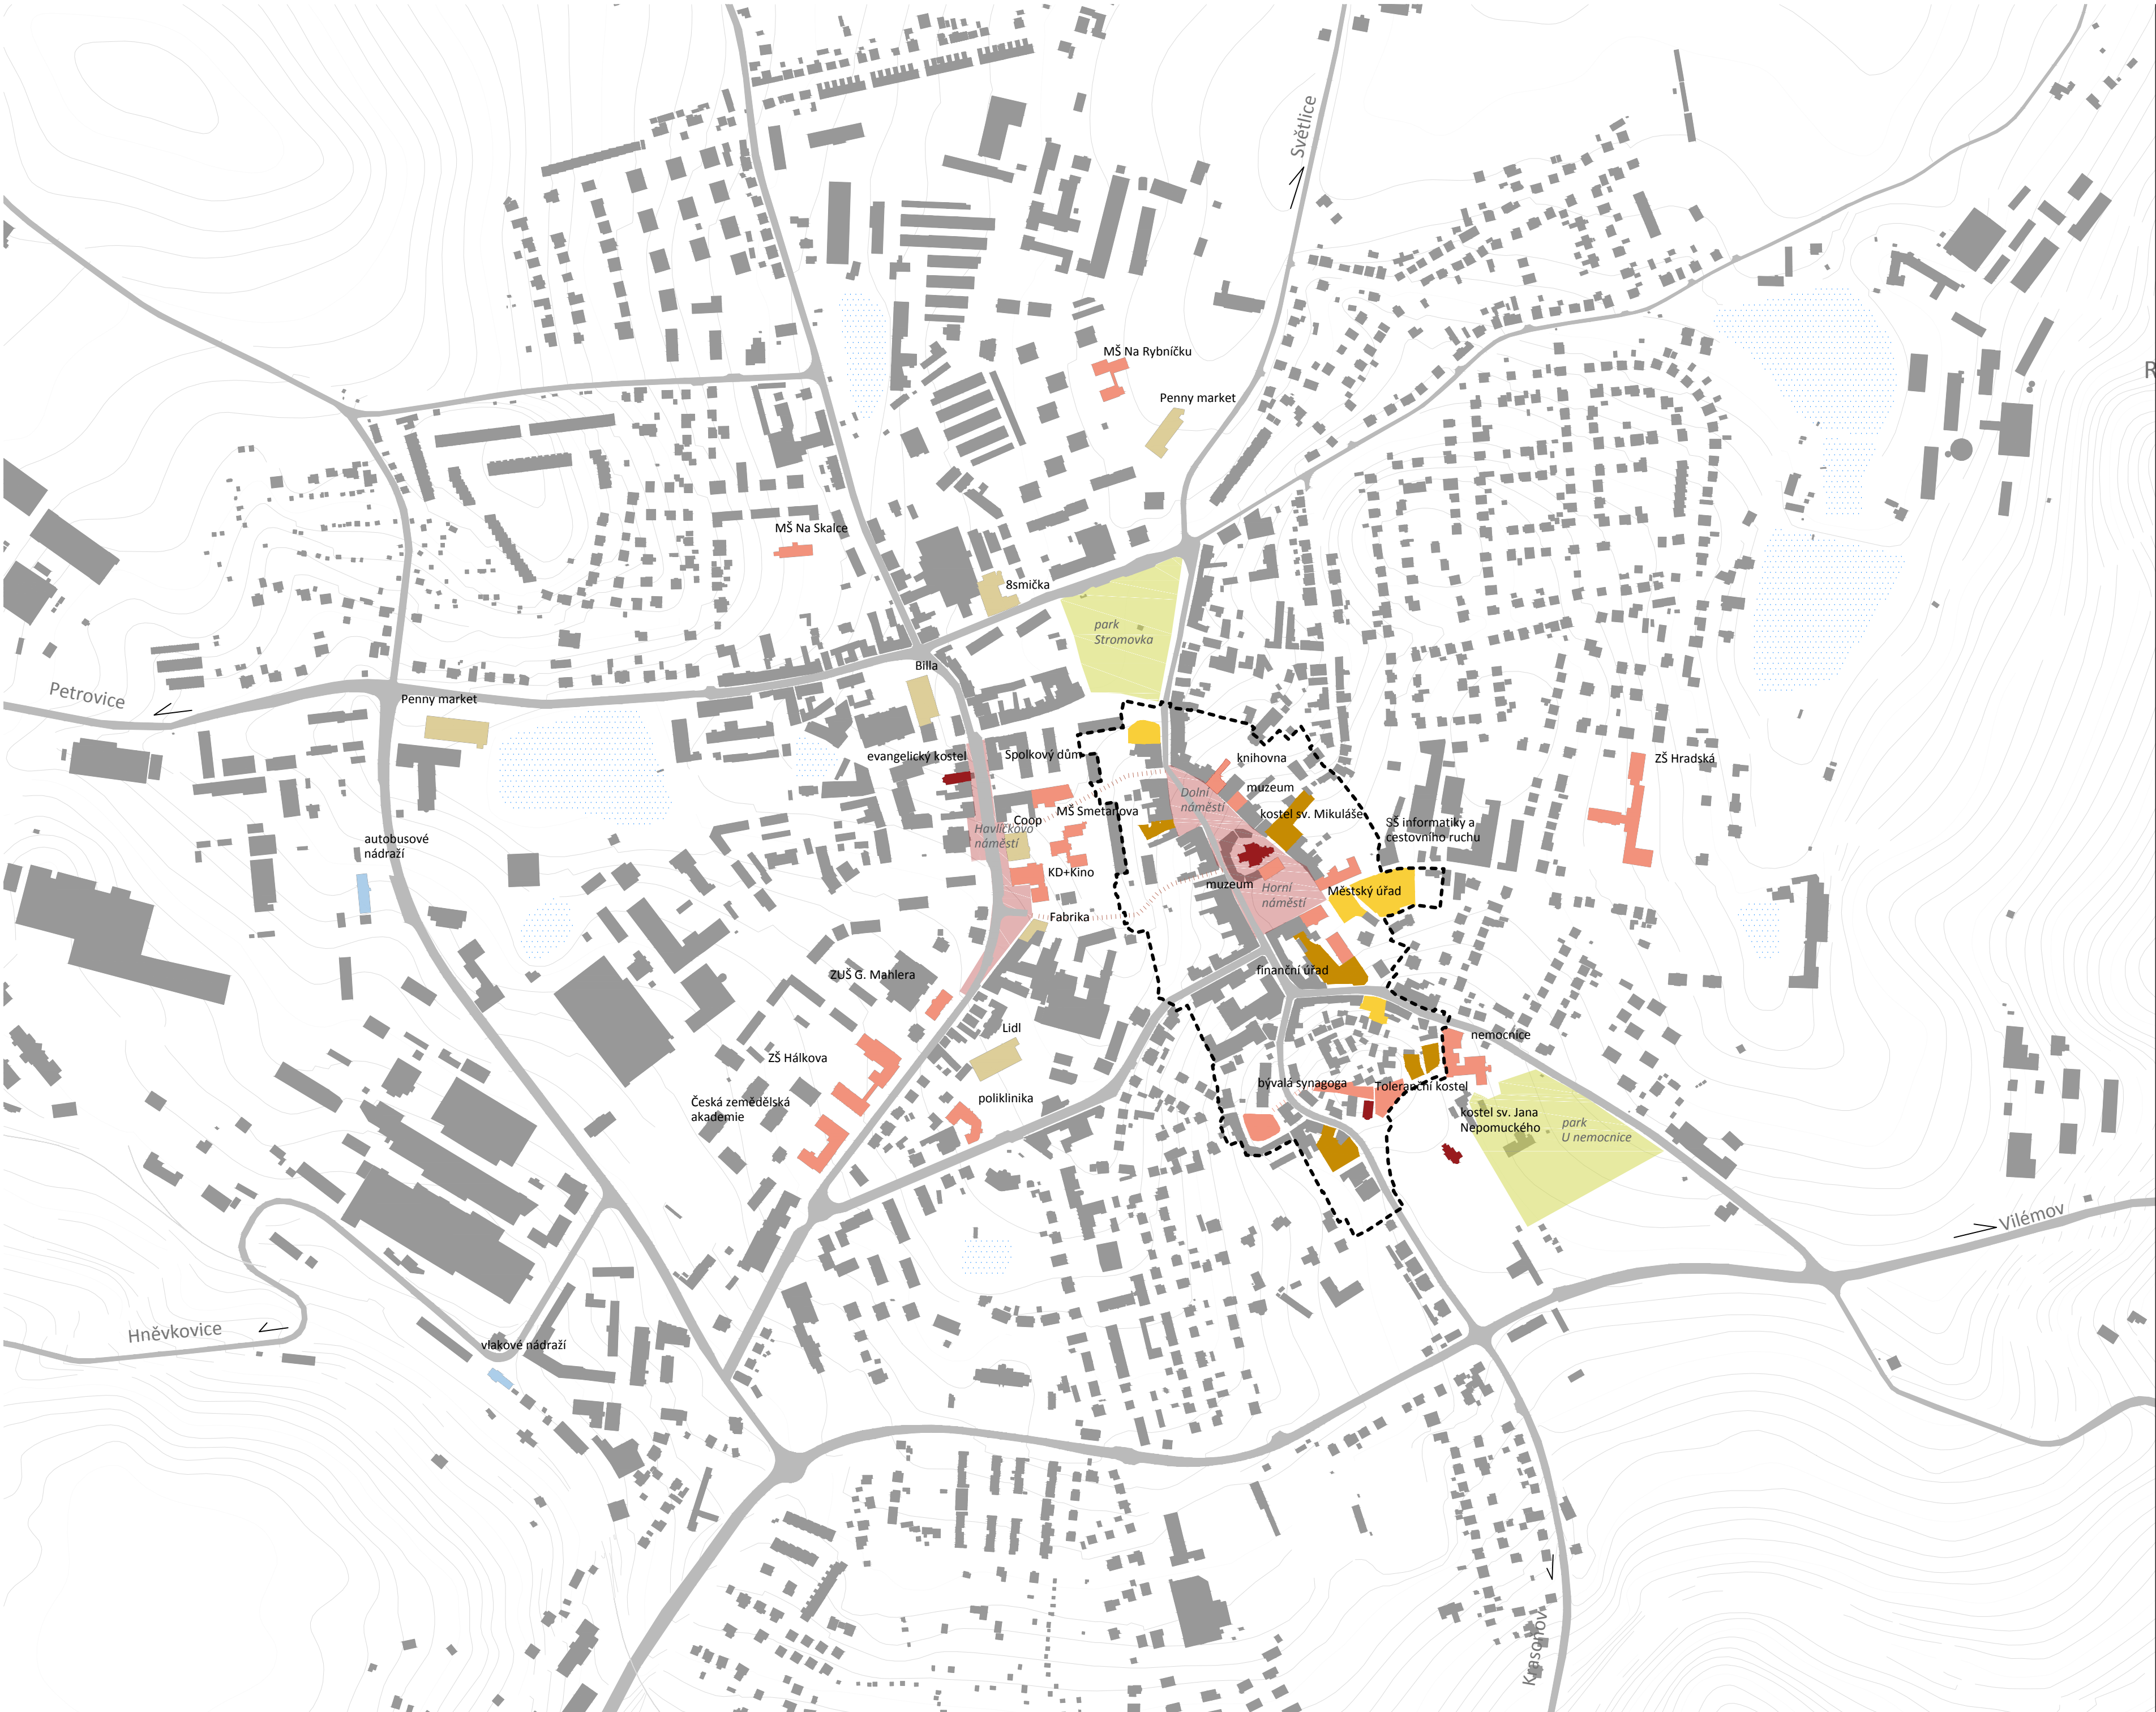 Světlice
R
MŠ Na Rybníčku
Penny market
MŠ Na Skalce
8smička
park
Stromovka
Billa
Petrovice
Penny market
evangelický kostel
Spolkový dům
knihovna
ZŠ Hradská
muzeum
Dolní
náměstí
MŠ Smetanova
kostel sv. Mikuláše
Coop
Havlíčkovo
náměstí
SŠ informatiky a
cestovního ruchu
autobusové
nádraží
KD+Kino
muzeum
Horní
náměstí
Městský úřad
Fabrika
ZUŠ G. Mahlera
finanční úřad
Lidl
nemocnice
ZŠ Hálkova
bývalá synagoga
Toleranční kostel
poliklinika
Česká zemědělská
akademie
kostel sv. Jana
Nepomuckého
park
U nemocnice
Vilémov
Hněvkovice
vlakové nádraží
Krasoňov